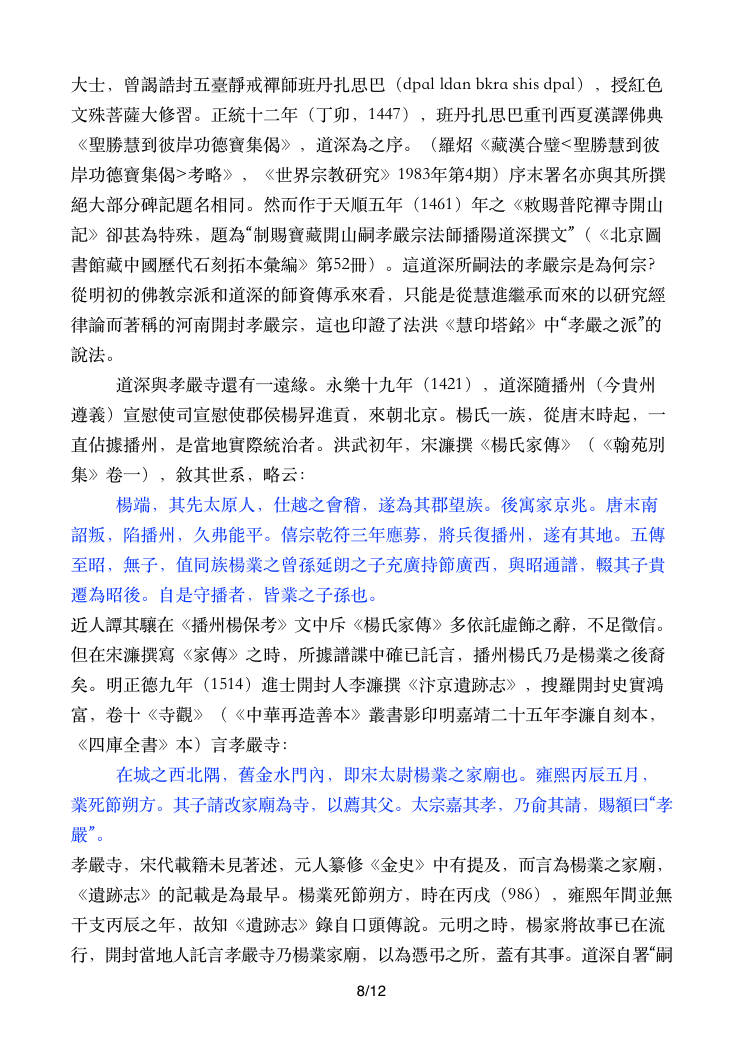 大士，曾謁誥封五臺靜戒禪師班丹扎思巴（dpal ldan bkra shis dpal），授紅色
文殊菩薩大修習。正統十二年（丁卯，1447），班丹扎思巴重刊西夏漢譯佛典
《聖勝慧到彼岸功德寶集偈》，道深為之序。（羅炤《藏漢合璧<聖勝慧到彼
岸功德寶集偈>考略》，《世界宗教研究》1983年第4期）序末署名亦與其所撰
絕大部分碑記題名相同。然而作于天順五年（1461）年之《敕賜普陀禪寺開山
記》卻甚為特殊，題為“制賜寶藏開山嗣孝嚴宗法師播陽道深撰文”（《北京圖
書館藏中國歷代石刻拓本彙編》第52冊）。這道深所嗣法的孝嚴宗是為何宗？
從明初的佛教宗派和道深的師資傳承來看，只能是從慧進繼承而來的以研究經
律論而著稱的河南開封孝嚴宗，這也印證了法洪《慧印塔銘》中“孝嚴之派”的
說法。
道深與孝嚴寺還有一遠緣。永樂十九年（1421），道深隨播州（今貴州
遵義）宣慰使司宣慰使郡侯楊昇進貢，來朝北京。楊氏一族，從唐末時起，一
直佔據播州，是當地實際統治者。洪武初年，宋濂撰《楊氏家傳》（《翰苑別
集》卷一），敘其世系，略云：
楊端，其先太原人，仕越之會稽，遂為其郡望族。後寓家京兆。唐末南
詔叛，陷播州，久弗能平。僖宗乾符三年應募，將兵復播州，遂有其地。五傳
至昭，無子，值同族楊業之曾孫延朗之子充廣持節廣西，與昭通譜，輟其子貴
遷為昭後。自是守播者，皆業之子孫也。
近人譚其驤在《播州楊保考》文中斥《楊氏家傳》多依託虛飾之辭，不足徵信。
但在宋濂撰寫《家傳》之時，所據譜諜中確已託言，播州楊氏乃是楊業之後裔
矣。明正德九年（1514）進士開封人李濂撰《汴京遺跡志》，搜羅開封史實鴻
富，卷十《寺觀》（《中華再造善本》叢書影印明嘉靖二十五年李濂自刻本，
《四庫全書》本）言孝嚴寺：
在城之西北隅，舊金水門內，即宋太尉楊業之家廟也。雍熙丙辰五月，
業死節朔方。其子請改家廟為寺，以薦其父。太宗嘉其孝，乃俞其請，賜額曰“孝
嚴”。
孝嚴寺，宋代載籍未見著述，元人纂修《金史》中有提及，而言為楊業之家廟，
《遺跡志》的記載是為最早。楊業死節朔方，時在丙戌（986），雍熙年間並無
干支丙辰之年，故知《遺跡志》錄自口頭傳說。元明之時，楊家將故事已在流
行，開封當地人託言孝嚴寺乃楊業家廟，以為憑弔之所，蓋有其事。道深自署“嗣
8/12